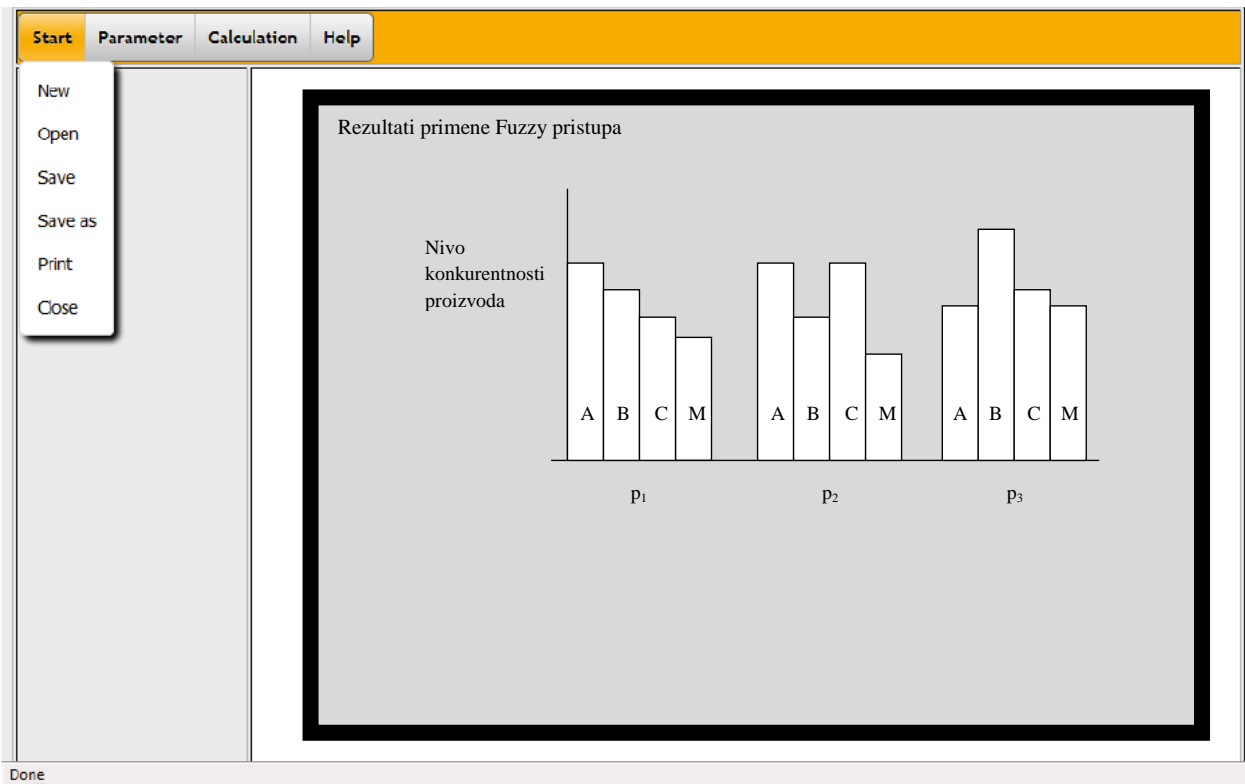 Start Parameter Calculation Help
New
Open
Save
Save as
Print
Close
Rezultati primene Fuzzy pristupa
Nivo
konkurentnosti
proizvoda
A B C M A B C M A B C M
p₁ p₂ p₃
Done